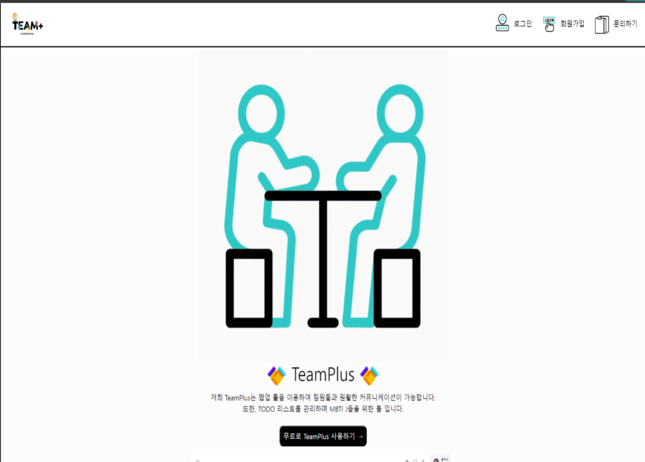 TEAM+
로그인
회원가입
문의하기
TeamPlus
저희 TeamPlus는 협업 툴을 이용하여 팀원들과 원활한 커뮤니케이션이 가능합니다.
또한, TODO 리스트를 관리하며 MBTI J들을 위한 툴 입니다.
무료로 TeamPlus 사용하기 →